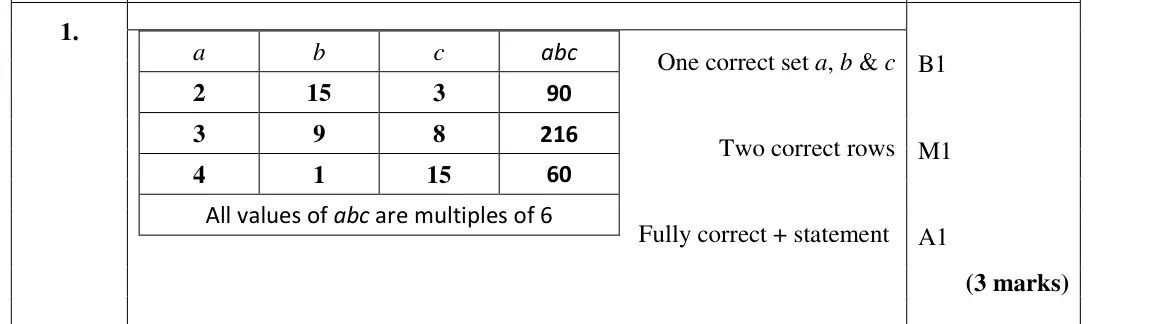 1.
a b c abc
2 15 3 90
3 9 8 216
4 1 15 60
All values of abc are multiples of 6
One correct set a, b & c B1
Two correct rows M1
Fully correct + statement A1
(3 marks)